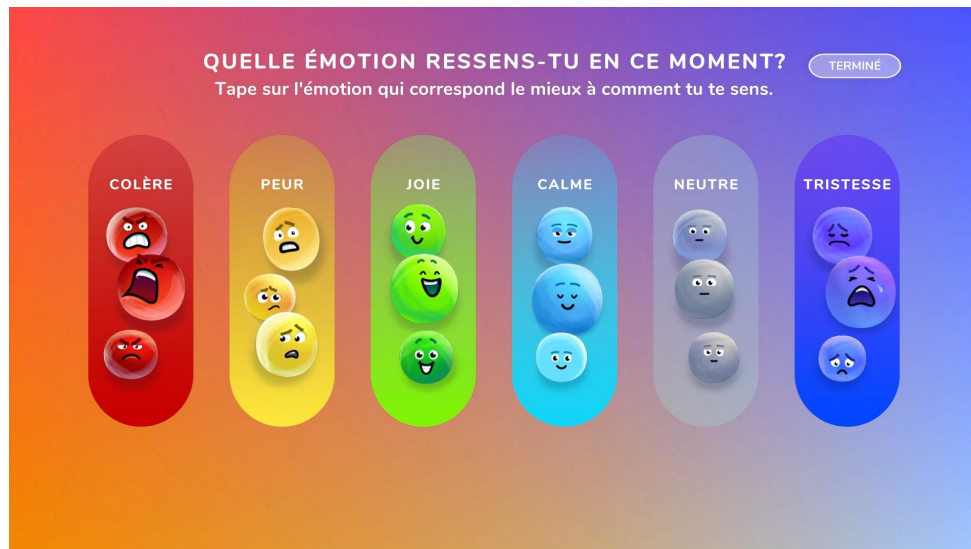 QUELLE ÉMOTION RESSENS-TU EN CE MOMENT?
TERMINÉ
Tape sur l'émotion qui correspond le mieux à comment tu te sens.
COLÈRE
PEUR
JOIE
CALME
NEUTRE
TRISTESSE